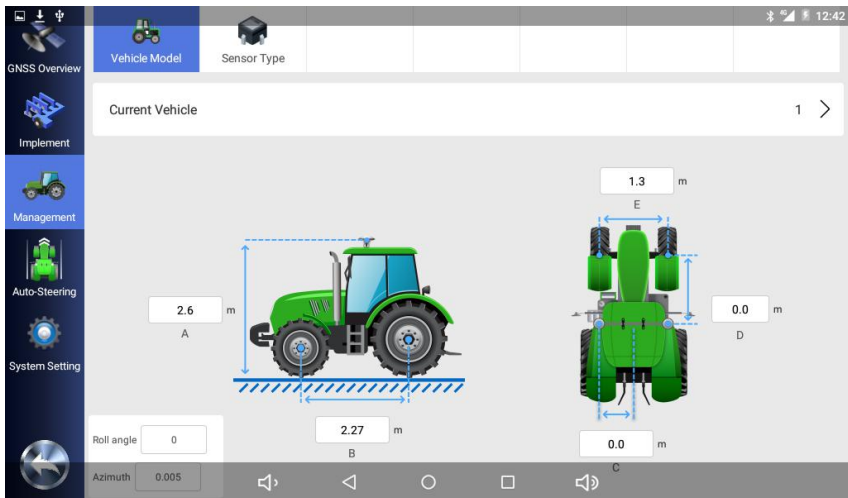 12:42
GNSS Overview
Vehicle Model
Sensor Type
Current Vehicle
1
Implement
Management
Auto-Steering
System Setting
1.3 m
E
2.6 m
A
0.0 m
D
2.27 m
B
0.0 m
C
Roll angle 0
Azimuth 0.005